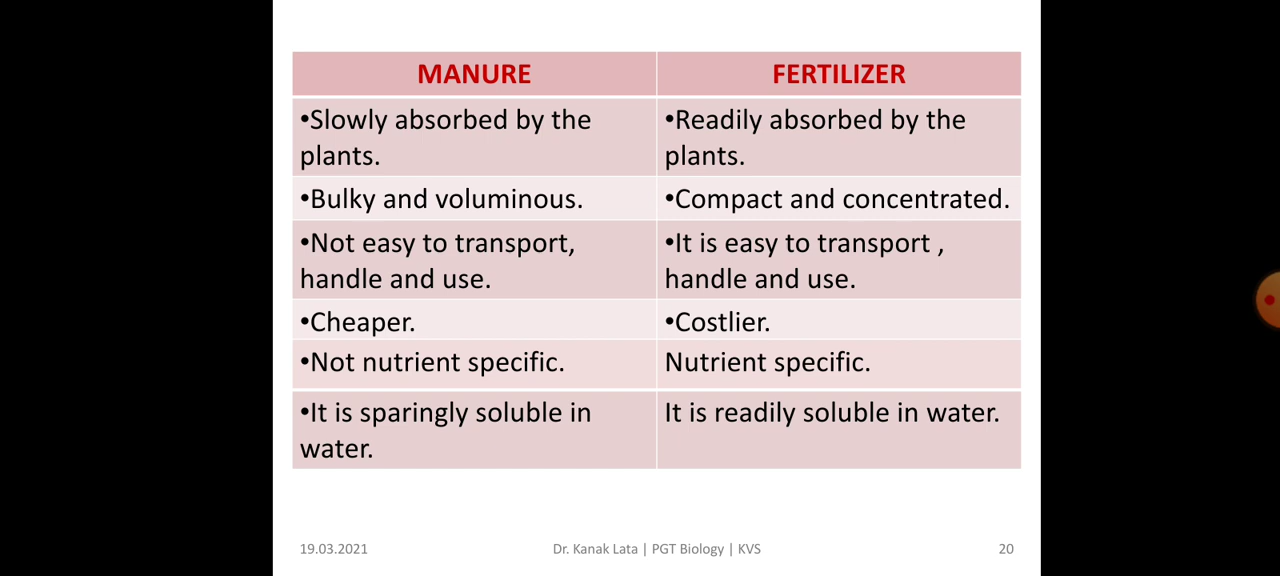 MANURE FERTILIZER
•Slowly absorbed by the
plants.
•Readily absorbed by the
plants.
•Bulky and voluminous.
•Compact and concentrated.
•Not easy to transport,
handle and use.
•It is easy to transport ,
handle and use.
•Cheaper.
•Costlier.
•Not nutrient specific.
Nutrient specific.
•It is sparingly soluble in
water.
It is readily soluble in water.
19.03.2021 Dr. Kanak Lata | PGT Biology | KVS 20